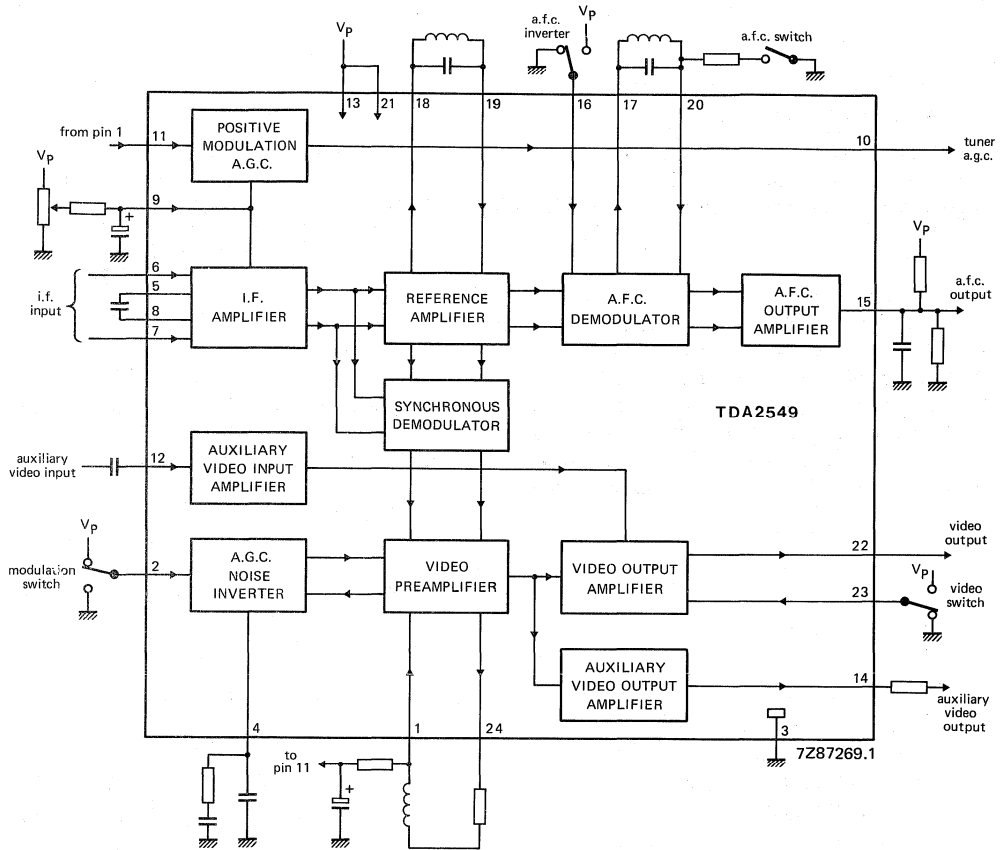 a.f.c.
inverter
Vp
Vp
a.f.c. switch
13
21
18
19
16
17
20
from pin 1
11
POSITIVE
MODULATION
A.G.C.
10
tuner
a.g.c.
Vp
9
Vp
i.f.
input
6
5
8
7
I.F.
AMPLIFIER
REFERENCE
AMPLIFIER
A.F.C.
DEMODULATOR
A.F.C.
OUTPUT
AMPLIFIER
15
a.f.c.
output
SYNCHRONOUS
DEMODULATOR
TDA2549
auxiliary
video input
12
AUXILIARY
VIDEO INPUT
AMPLIFIER
Vp
modulation
switch
2
A.G.C.
NOISE
INVERTER
VIDEO
PREAMPLIFIER
VIDEO OUTPUT
AMPLIFIER
22
video
output
Vp
23
video
switch
AUXILIARY
VIDEO OUTPUT
AMPLIFIER
14
auxiliary
video
output
4
1
24
3
to
pin 11
7Z87269.1
+
+